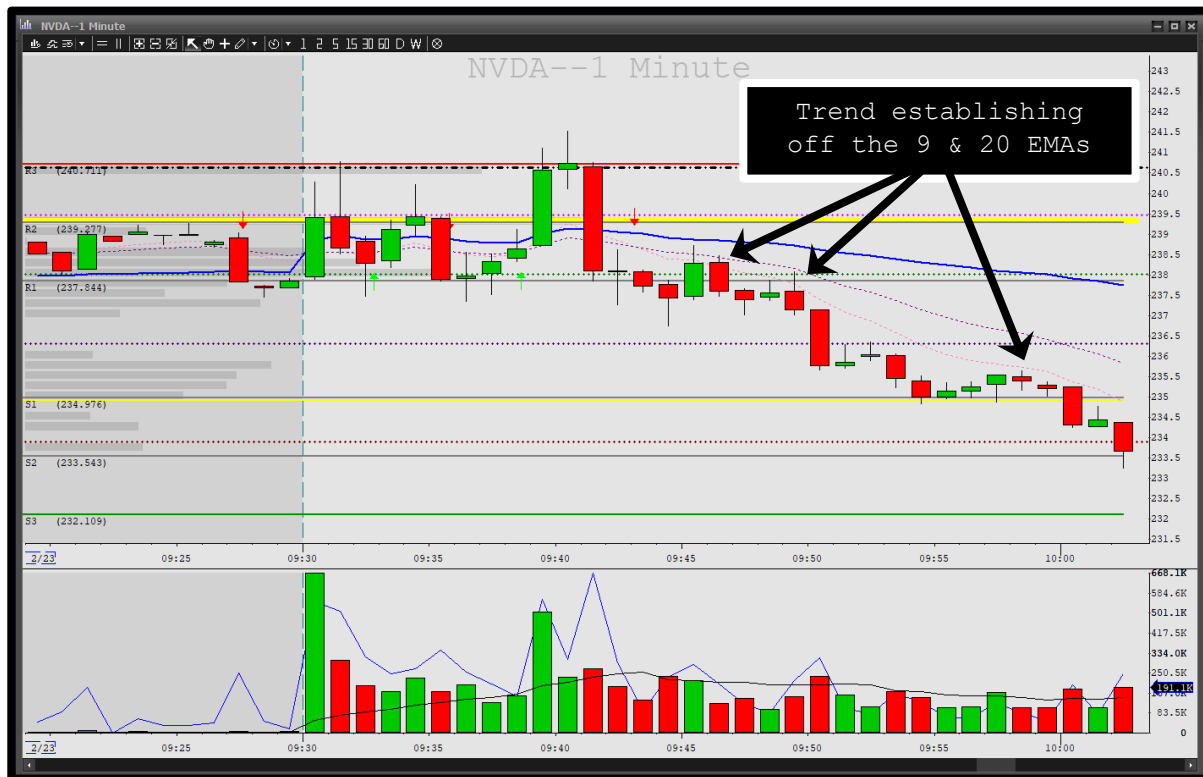 NVDA--1 Minute
1 2 5 15 30 60 D W
NVDA--1 Minute
Trend establishing
off the 9 & 20 EMAs
243
242.5
242
241.5
241
240.5
240
239.5
239
238.5
238
237.5
237
236.5
236
235.5
235
234.5
234
233.5
233
232.5
232
231.5
R3 (240.711)
R2 (239.277)
R1 (237.844)
S1 (234.976)
S2 (233.543)
S3 (232.109)
2/23 09:25 09:30 09:35 09:40 09:45 09:50 09:55 10:00
668.1K
584.6K
501.1K
417.5K
334.0K
250.5K
191.1K
83.5K
0
2/23 09:25 09:30 09:35 09:40 09:45 09:50 09:55 10:00